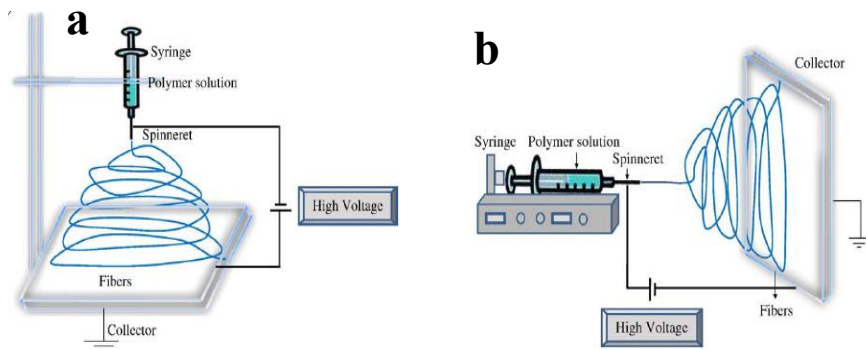 a
Syringe
Polymer solution
Spinneret
High Voltage
Fibers
Collector
b
Collector
Syringe Polymer solution
Spinneret
Fibers
High Voltage